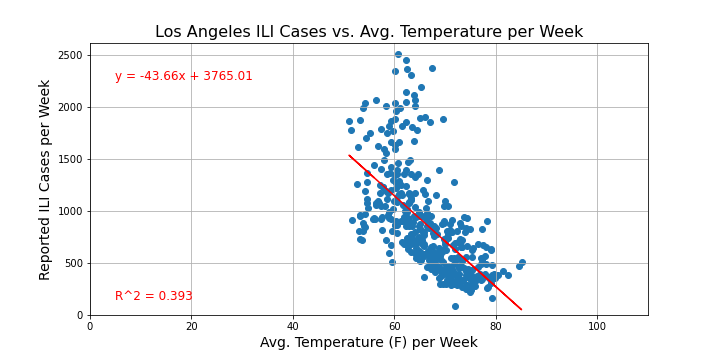 Los Angeles ILI Cases vs. Avg. Temperature per Week
Reported ILI Cases per Week
2500
2000
1500
1000
500
0
y = -43.66x + 3765.01
R^2 = 0.393
0 20 40 60 80 100
Avg. Temperature (F) per Week